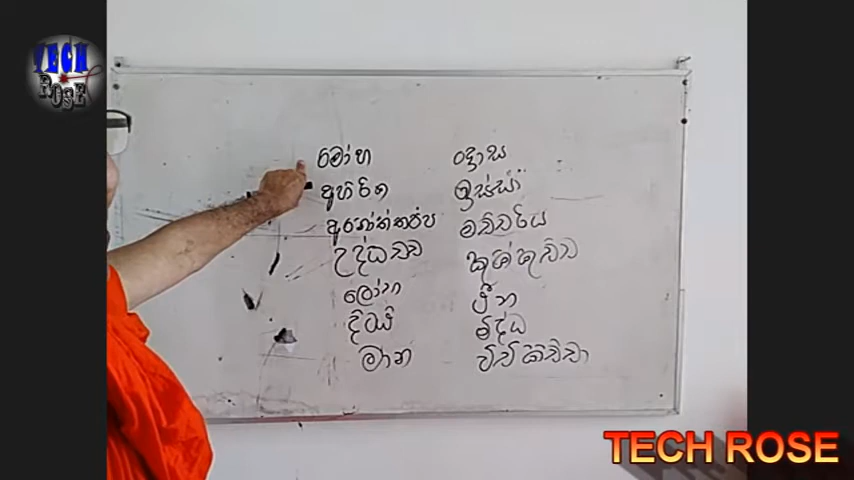 TECH
ROSE
මෝහ ද්‍රෝස
අහිරික ඉස්සා
අනොත්තප්ප මච්ඡරිය
උද්ධච්ච කුක්කුච්ච
ලෝභ ථීන
දිට්ඨි මිද්ධ
මාන විචිකිච්ඡා
TECH ROSE